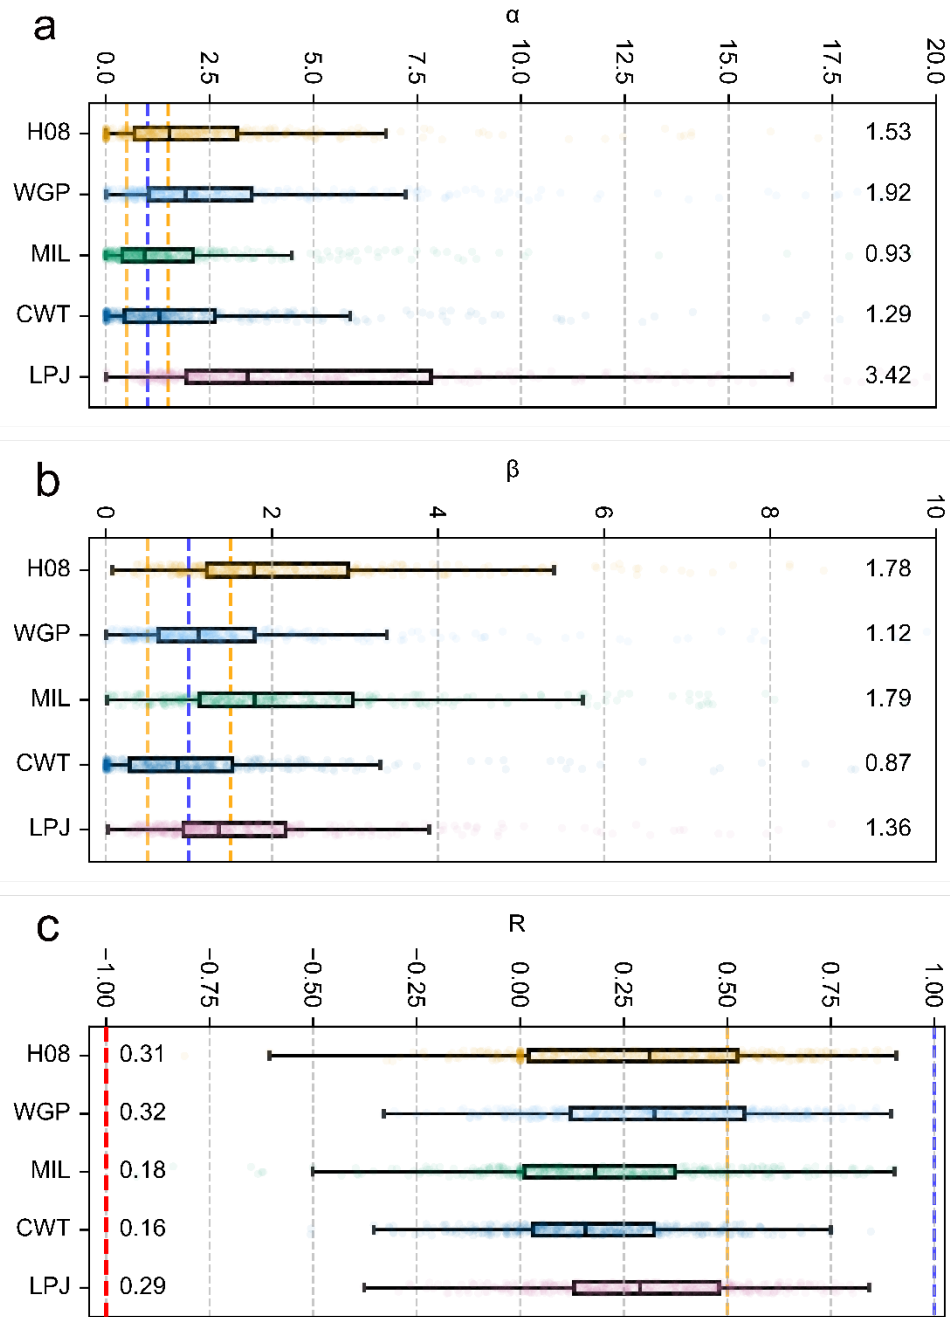 a
α
0.0 2.5 5.0 7.5 10.0 12.5 15.0 17.5 20.0
H08 1.53
WGP 1.92
MIL 0.93
CWT 1.29
LPJ 3.42
b
β
0 2 4 6 8 10
H08 1.78
WGP 1.12
MIL 1.79
CWT 0.87
LPJ 1.36
c
R
−1.00 −0.75 −0.50 −0.25 0.00 0.25 0.50 0.75 1.00
H08 0.31
WGP 0.32
MIL 0.18
CWT 0.16
LPJ 0.29